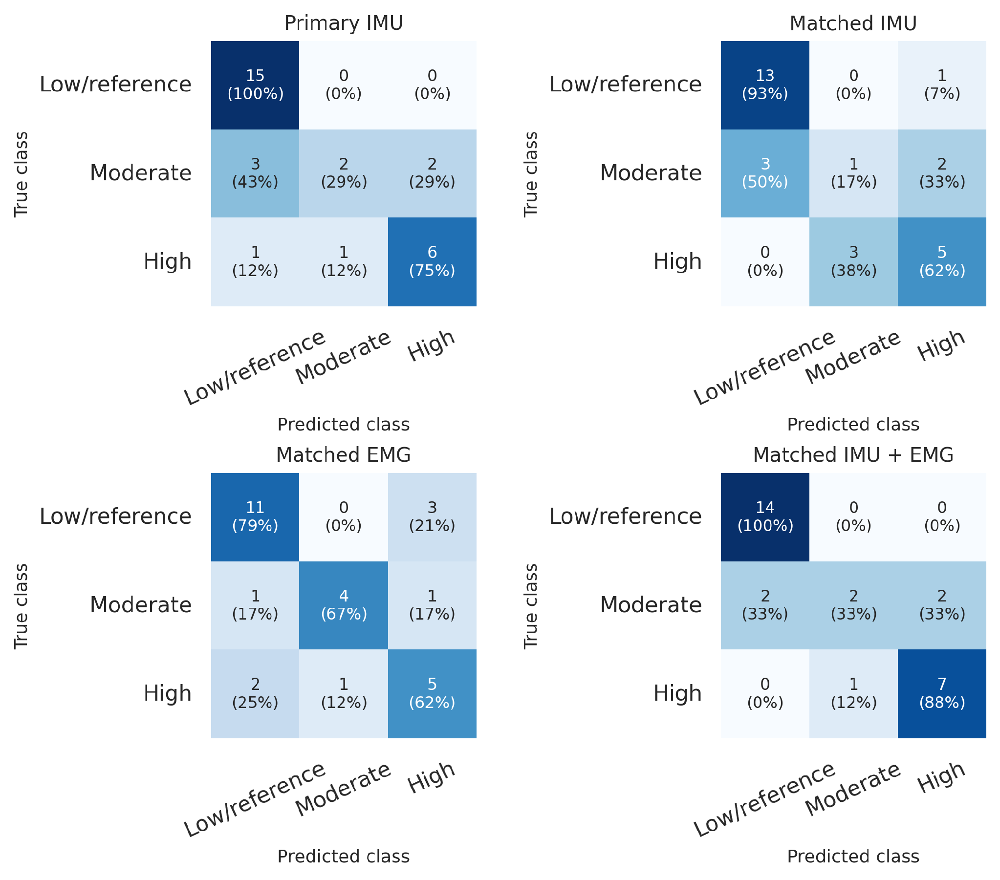 Primary IMU
True class
Low/reference
15
(100%)
0
(0%)
0
(0%)
Moderate
3
(43%)
2
(29%)
2
(29%)
High
1
(12%)
1
(12%)
6
(75%)
Low/reference
Moderate
High
Predicted class
Matched IMU
True class
Low/reference
13
(93%)
0
(0%)
1
(7%)
Moderate
3
(50%)
1
(17%)
2
(33%)
High
0
(0%)
3
(38%)
5
(62%)
Low/reference
Moderate
High
Predicted class
Matched EMG
True class
Low/reference
11
(79%)
0
(0%)
3
(21%)
Moderate
1
(17%)
4
(67%)
1
(17%)
High
2
(25%)
1
(12%)
5
(62%)
Low/reference
Moderate
High
Predicted class
Matched IMU + EMG
True class
Low/reference
14
(100%)
0
(0%)
0
(0%)
Moderate
2
(33%)
2
(33%)
2
(33%)
High
0
(0%)
1
(12%)
7
(88%)
Low/reference
Moderate
High
Predicted class